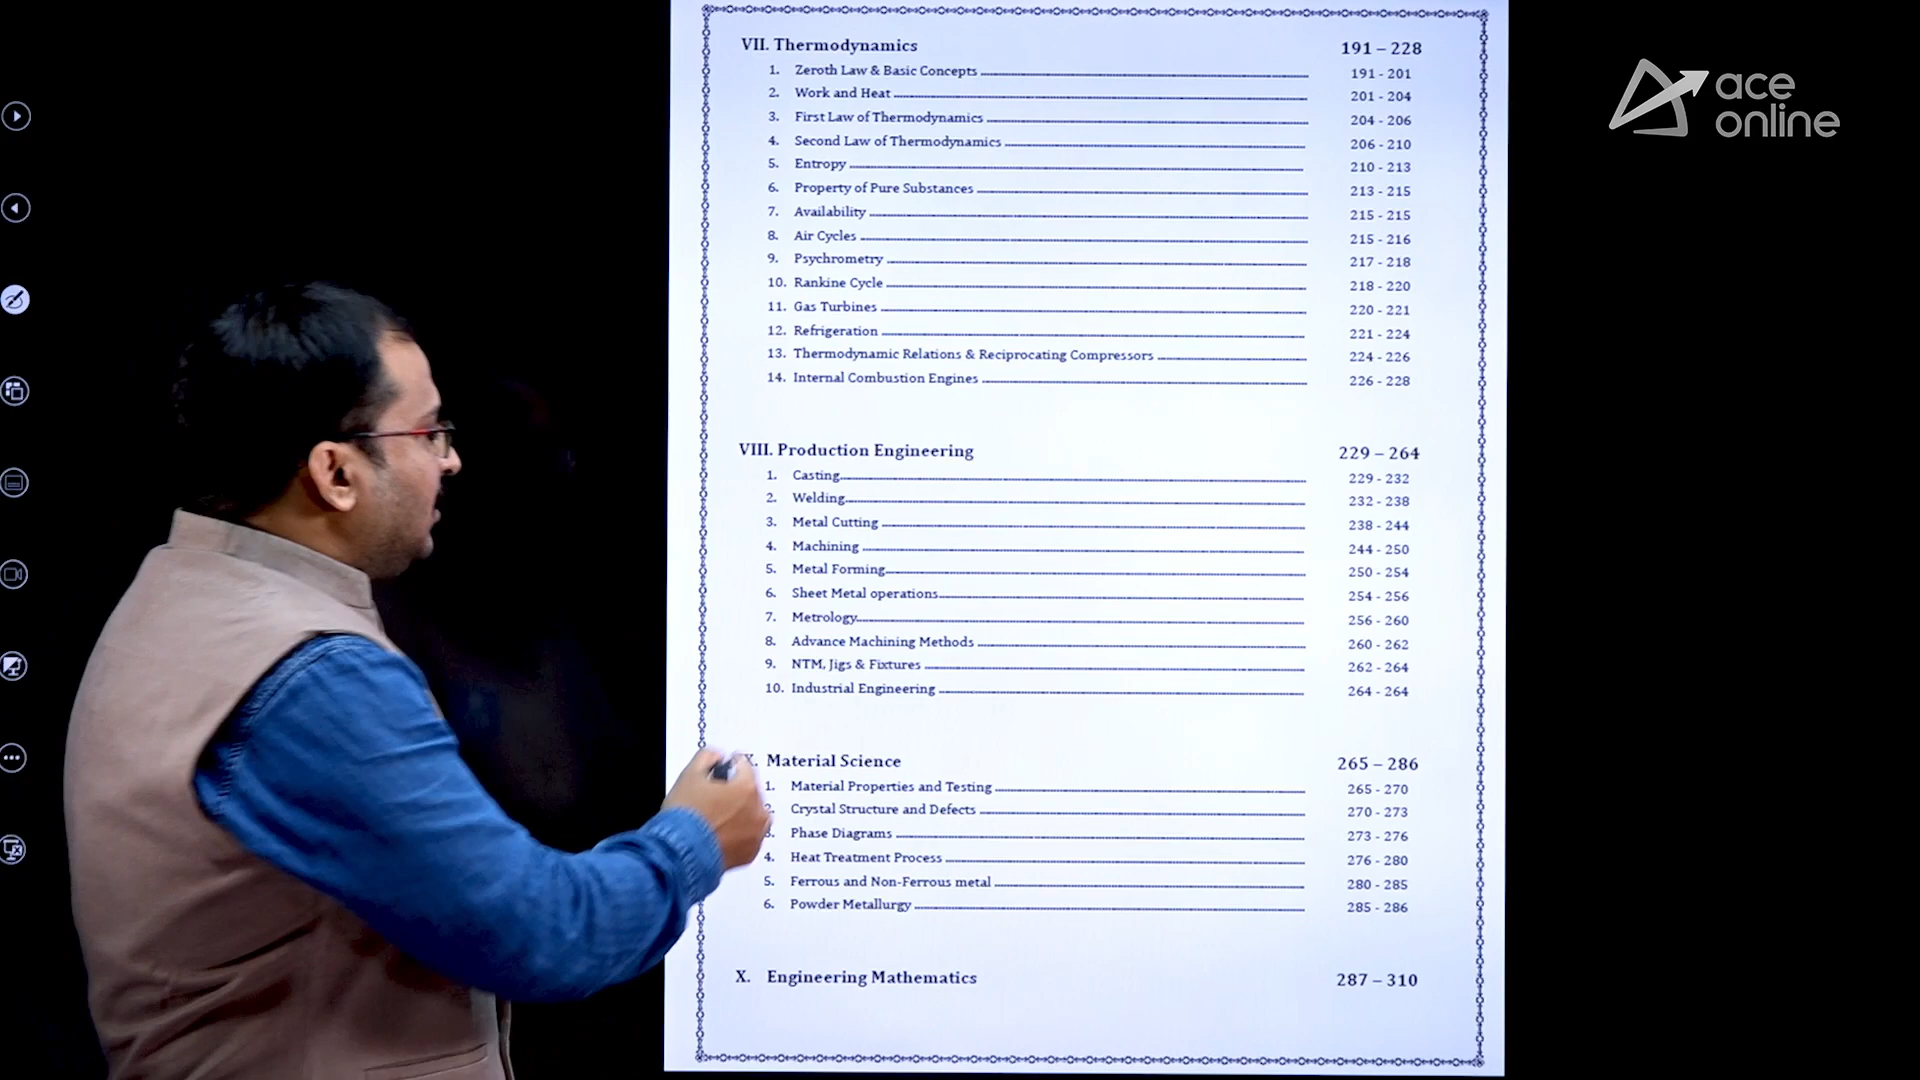 VII. Thermodynamics 191 – 228
1. Zeroth Law & Basic Concepts 191 - 201
2. Work and Heat 201 - 204
3. First Law of Thermodynamics 204 - 206
4. Second Law of Thermodynamics 206 - 210
5. Entropy 210 - 213
6. Property of Pure Substances 213 - 215
7. Availability 215 - 215
8. Air Cycles 215 - 216
9. Psychrometry 217 - 218
10. Rankine Cycle 218 - 220
11. Gas Turbines 220 - 221
12. Refrigeration 221 - 224
13. Thermodynamic Relations & Reciprocating Compressors 224 - 226
14. Internal Combustion Engines 226 - 228
VIII. Production Engineering 229 – 264
1. Casting 229 - 232
2. Welding 232 - 238
3. Metal Cutting 238 - 244
4. Machining 244 - 250
5. Metal Forming 250 - 254
6. Sheet Metal operations 254 - 256
7. Metrology 256 - 260
8. Advance Machining Methods 260 - 262
9. NTM, Jigs & Fixtures 262 - 264
10. Industrial Engineering 264 - 264
X. Material Science 265 – 286
1. Material Properties and Testing 265 - 270
2. Crystal Structure and Defects 270 - 273
3. Phase Diagrams 273 - 276
4. Heat Treatment Process 276 - 280
5. Ferrous and Non-Ferrous metal 280 - 285
6. Powder Metallurgy 285 - 286
X. Engineering Mathematics 287 – 310
ace
online